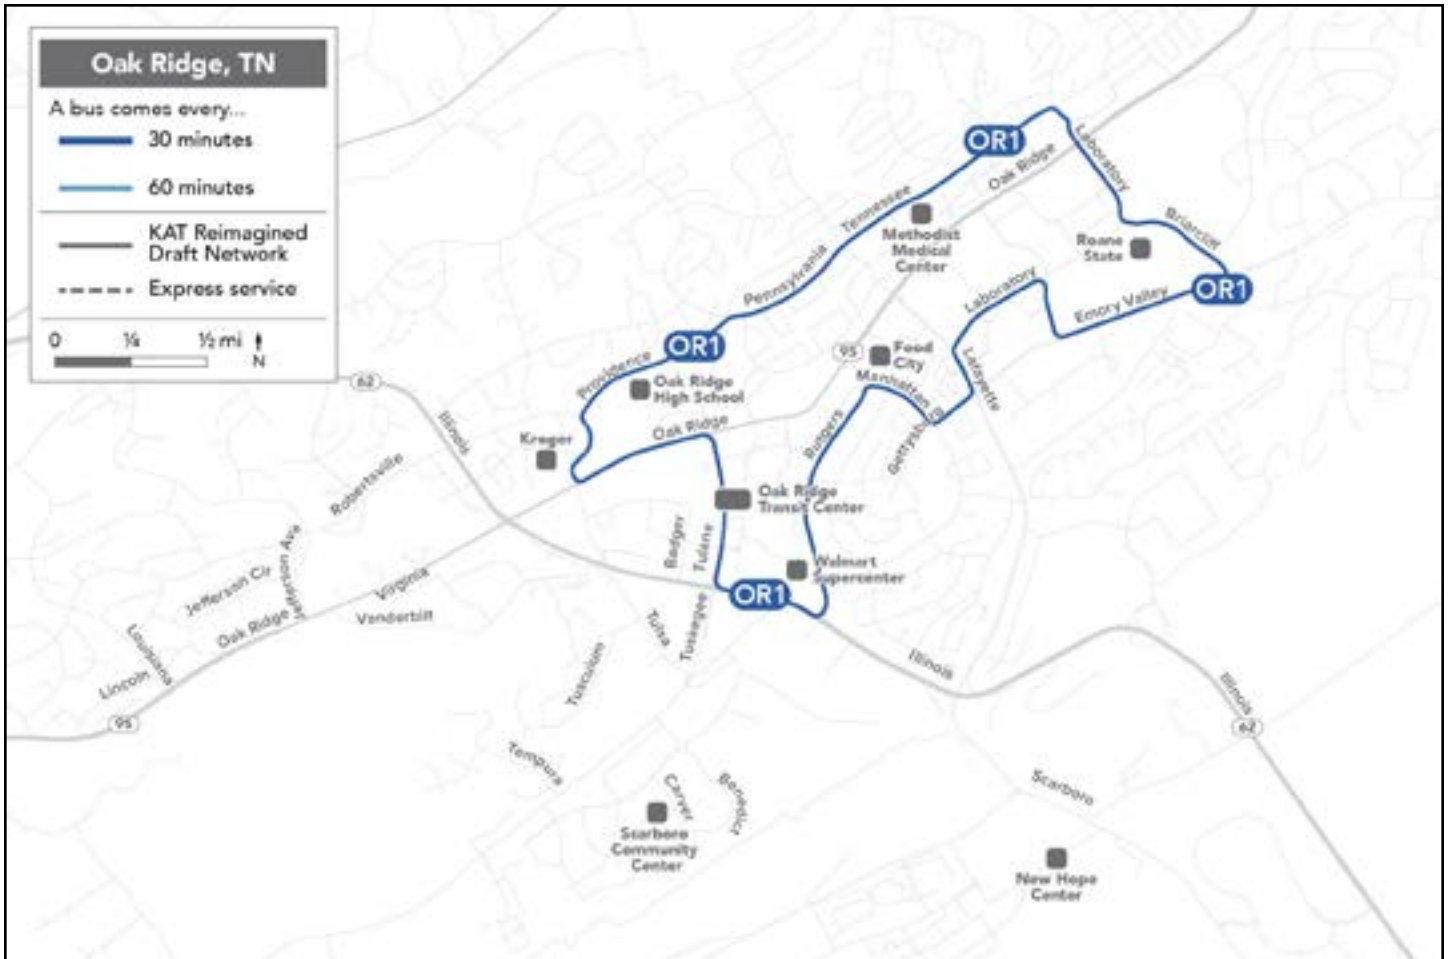 Oak Ridge, TN
A bus comes every...
30 minutes
60 minutes
KAT Reimagined
Draft Network
Express service
0 ¼ ½ mi
N
OR1
Laboratory
Oak Ridge
Tennessee
Methodist
Medical
Center
Briarcliff
Roane
State
Pennsylvania
Laboratory
OR1
Emory Valley
OR1
95
Food
City
Providence
Oak Ridge
High School
Manhattan
Lafayette
62
Illinois
Kroger
Oak Ridge
Rutgers
Robertsville
Oak Ridge
Transit Center
Badger
Tulane
Jefferson Ave
Walmart
Supercenter
Jefferson Cir
Virginia
OR1
Vanderbilt
Oak Ridge
Louisiana
Tulsa
Tuskegee
Lincoln
Illinois
Tusculum
Illinois
95
62
Tempura
Scarboro
Carver
Benedict
Scarboro
Community
Center
New Hope
Center